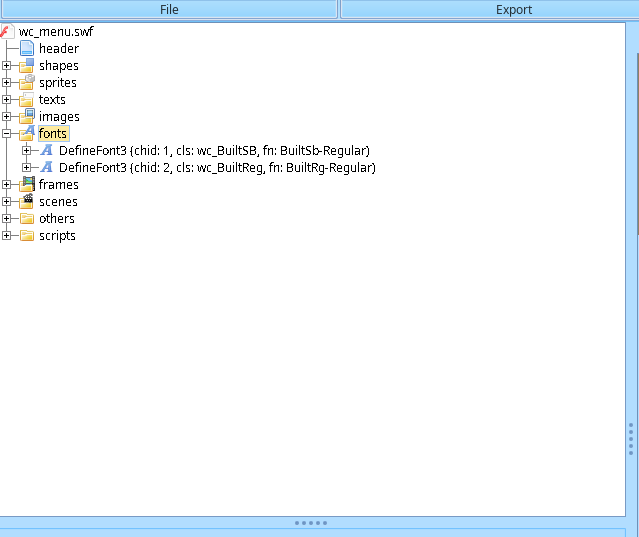 File
Export
wc_menu.swf
header
shapes
sprites
texts
images
fonts
DefineFont3 (chid: 1, cls: wc_BuiltSB, fn: BuiltSb-Regular)
DefineFont3 (chid: 2, cls: wc_BuiltReg, fn: BuiltRg-Regular)
frames
scenes
others
scripts